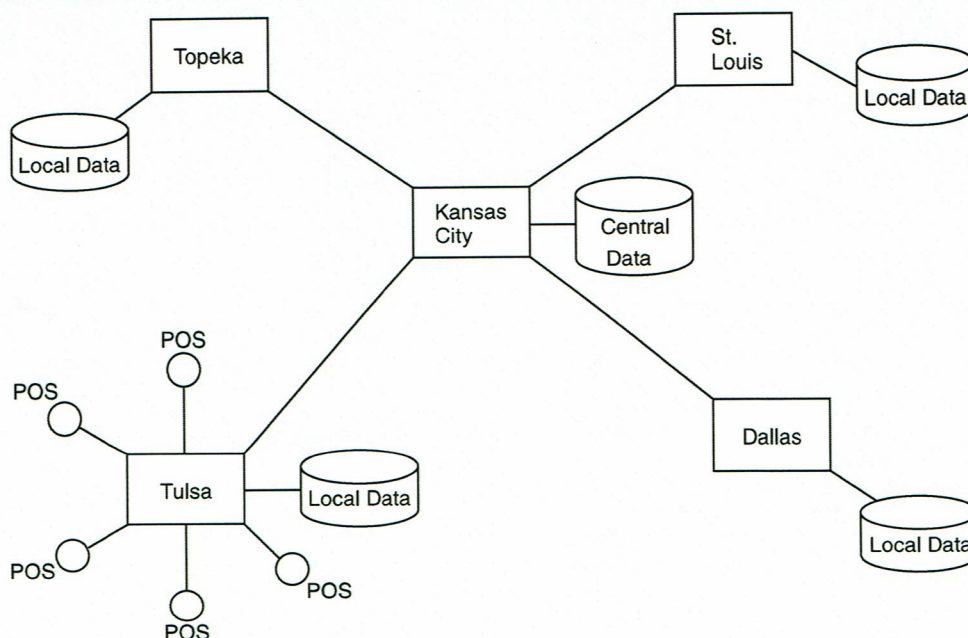 Topeka
Local Data
St.
Louis
Local Data
Kansas
City
Central
Data
POS
POS
Tulsa
Local Data
POS
POS
POS
Dallas
Local Data